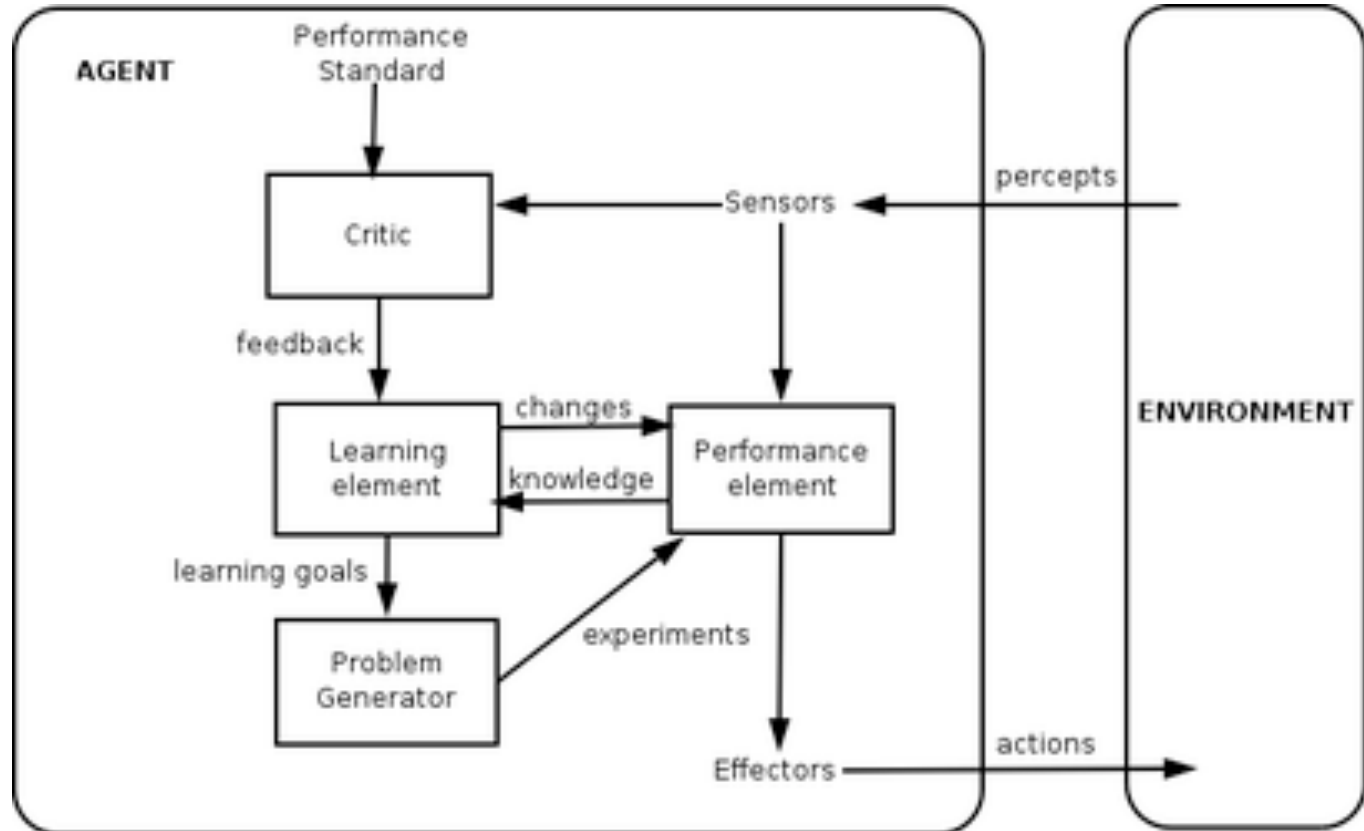 Performance
Standard
AGENT
percepts
Sensors
Critic
feedback
changes
ENVIRONMENT
Learning
element
knowledge
Performance
element
learning goals
experiments
Problem
Generator
actions
Effectors